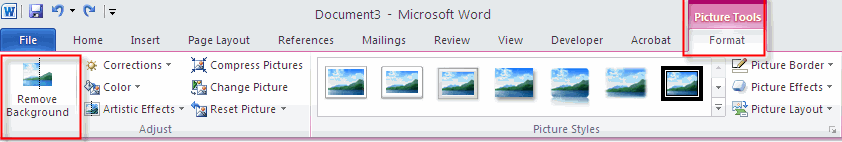 Document3 - Microsoft Word
Picture Tools
File Home Insert Page Layout References Mailings Review View Developer Acrobat Format
Remove Background
Corrections
Color
Artistic Effects
Compress Pictures
Change Picture
Reset Picture
Adjust
Picture Styles
Picture Border
Picture Effects
Picture Layout